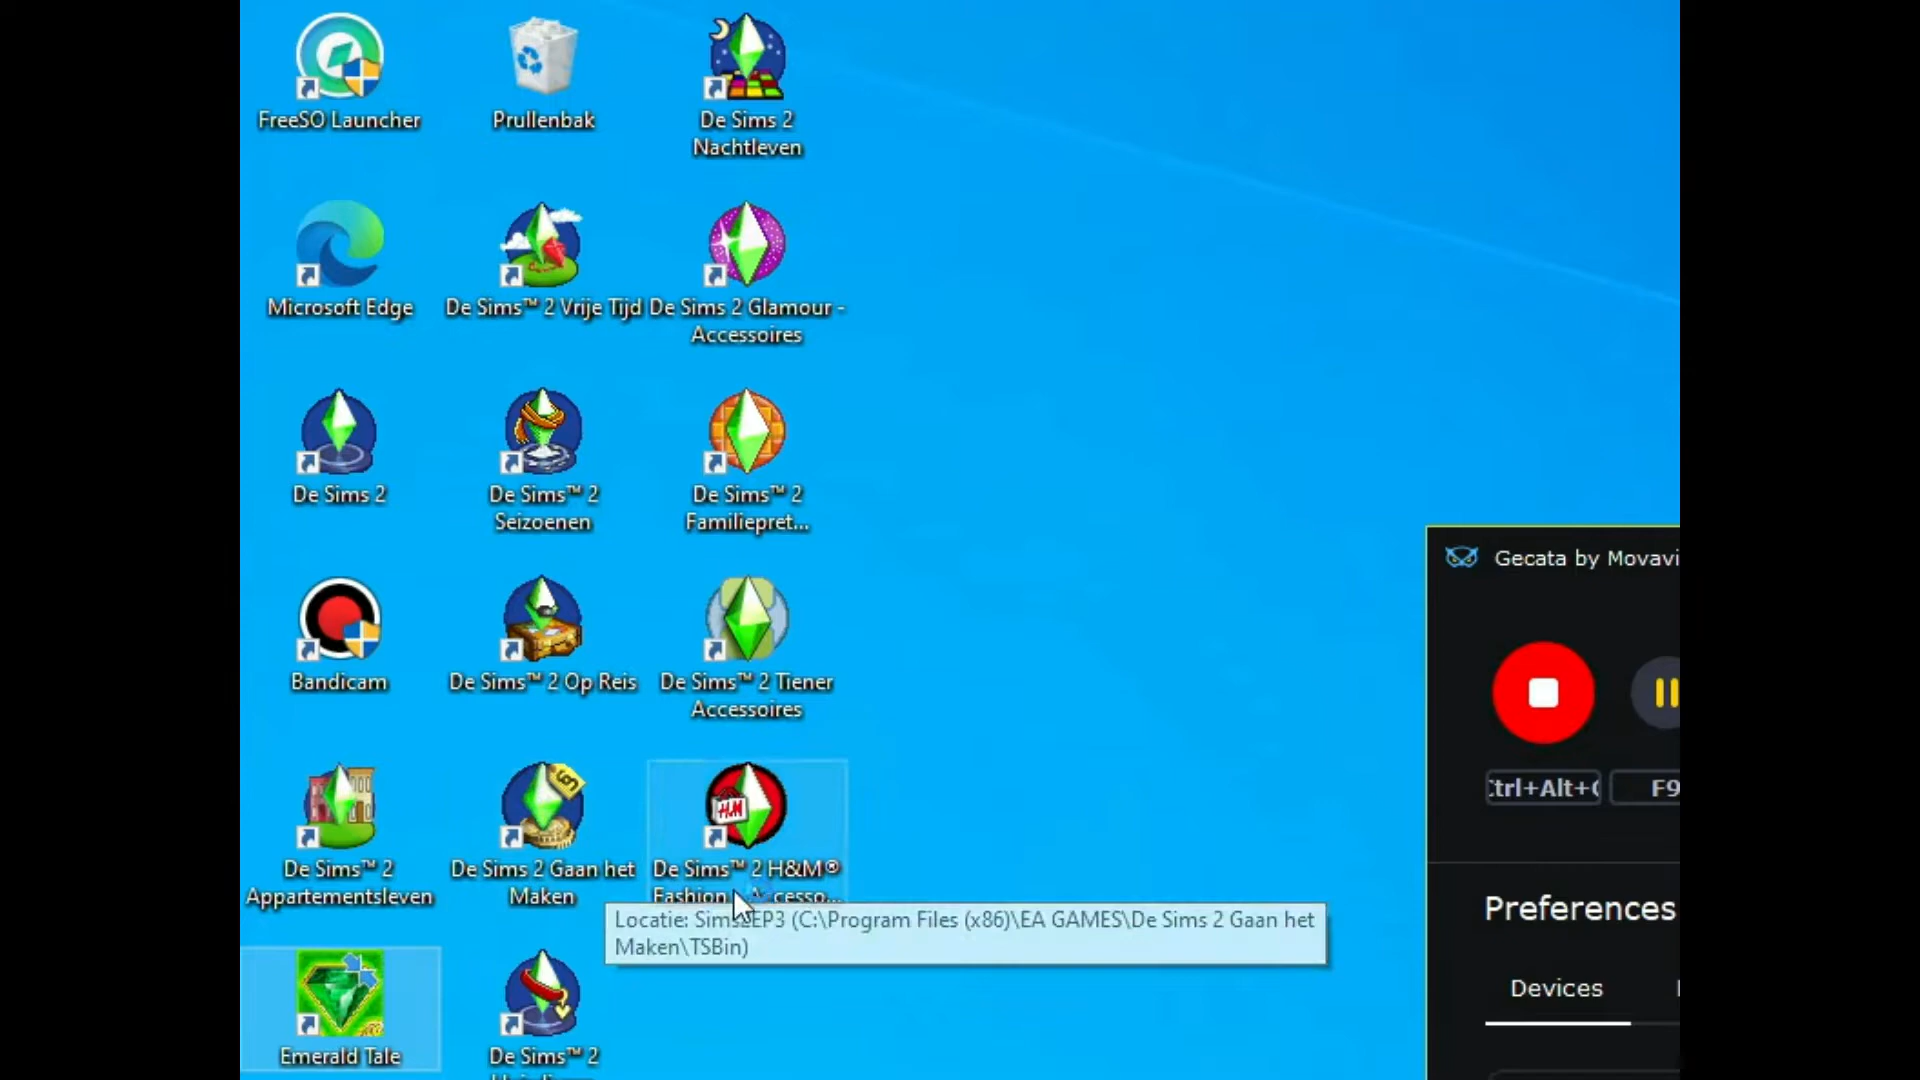 FreeSO Launcher
Prullenbak
De Sims 2
Nachtleven
Microsoft Edge
De Sims™ 2 Vrije Tijd
De Sims 2 Glamour -
Accessoires
De Sims 2
De Sims™ 2
Seizoenen
De Sims™ 2
Familiepret...
Bandicam
De Sims™ 2 Op Reis
De Sims™ 2 Tiener
Accessoires
De Sims™ 2
Appartementsleven
De Sims 2 Gaan het
Maken
H&M
De Sims™ 2 H&M®
Fashion
Locatie: Sims2EP3 (C:\Program Files (x86)\EA GAMES\De Sims 2 Gaan het
Maken\TSBin)
Emerald Tale
De Sims™ 2
Gecata by Movavi
Ctrl+Alt+
F9
Preferences
Devices